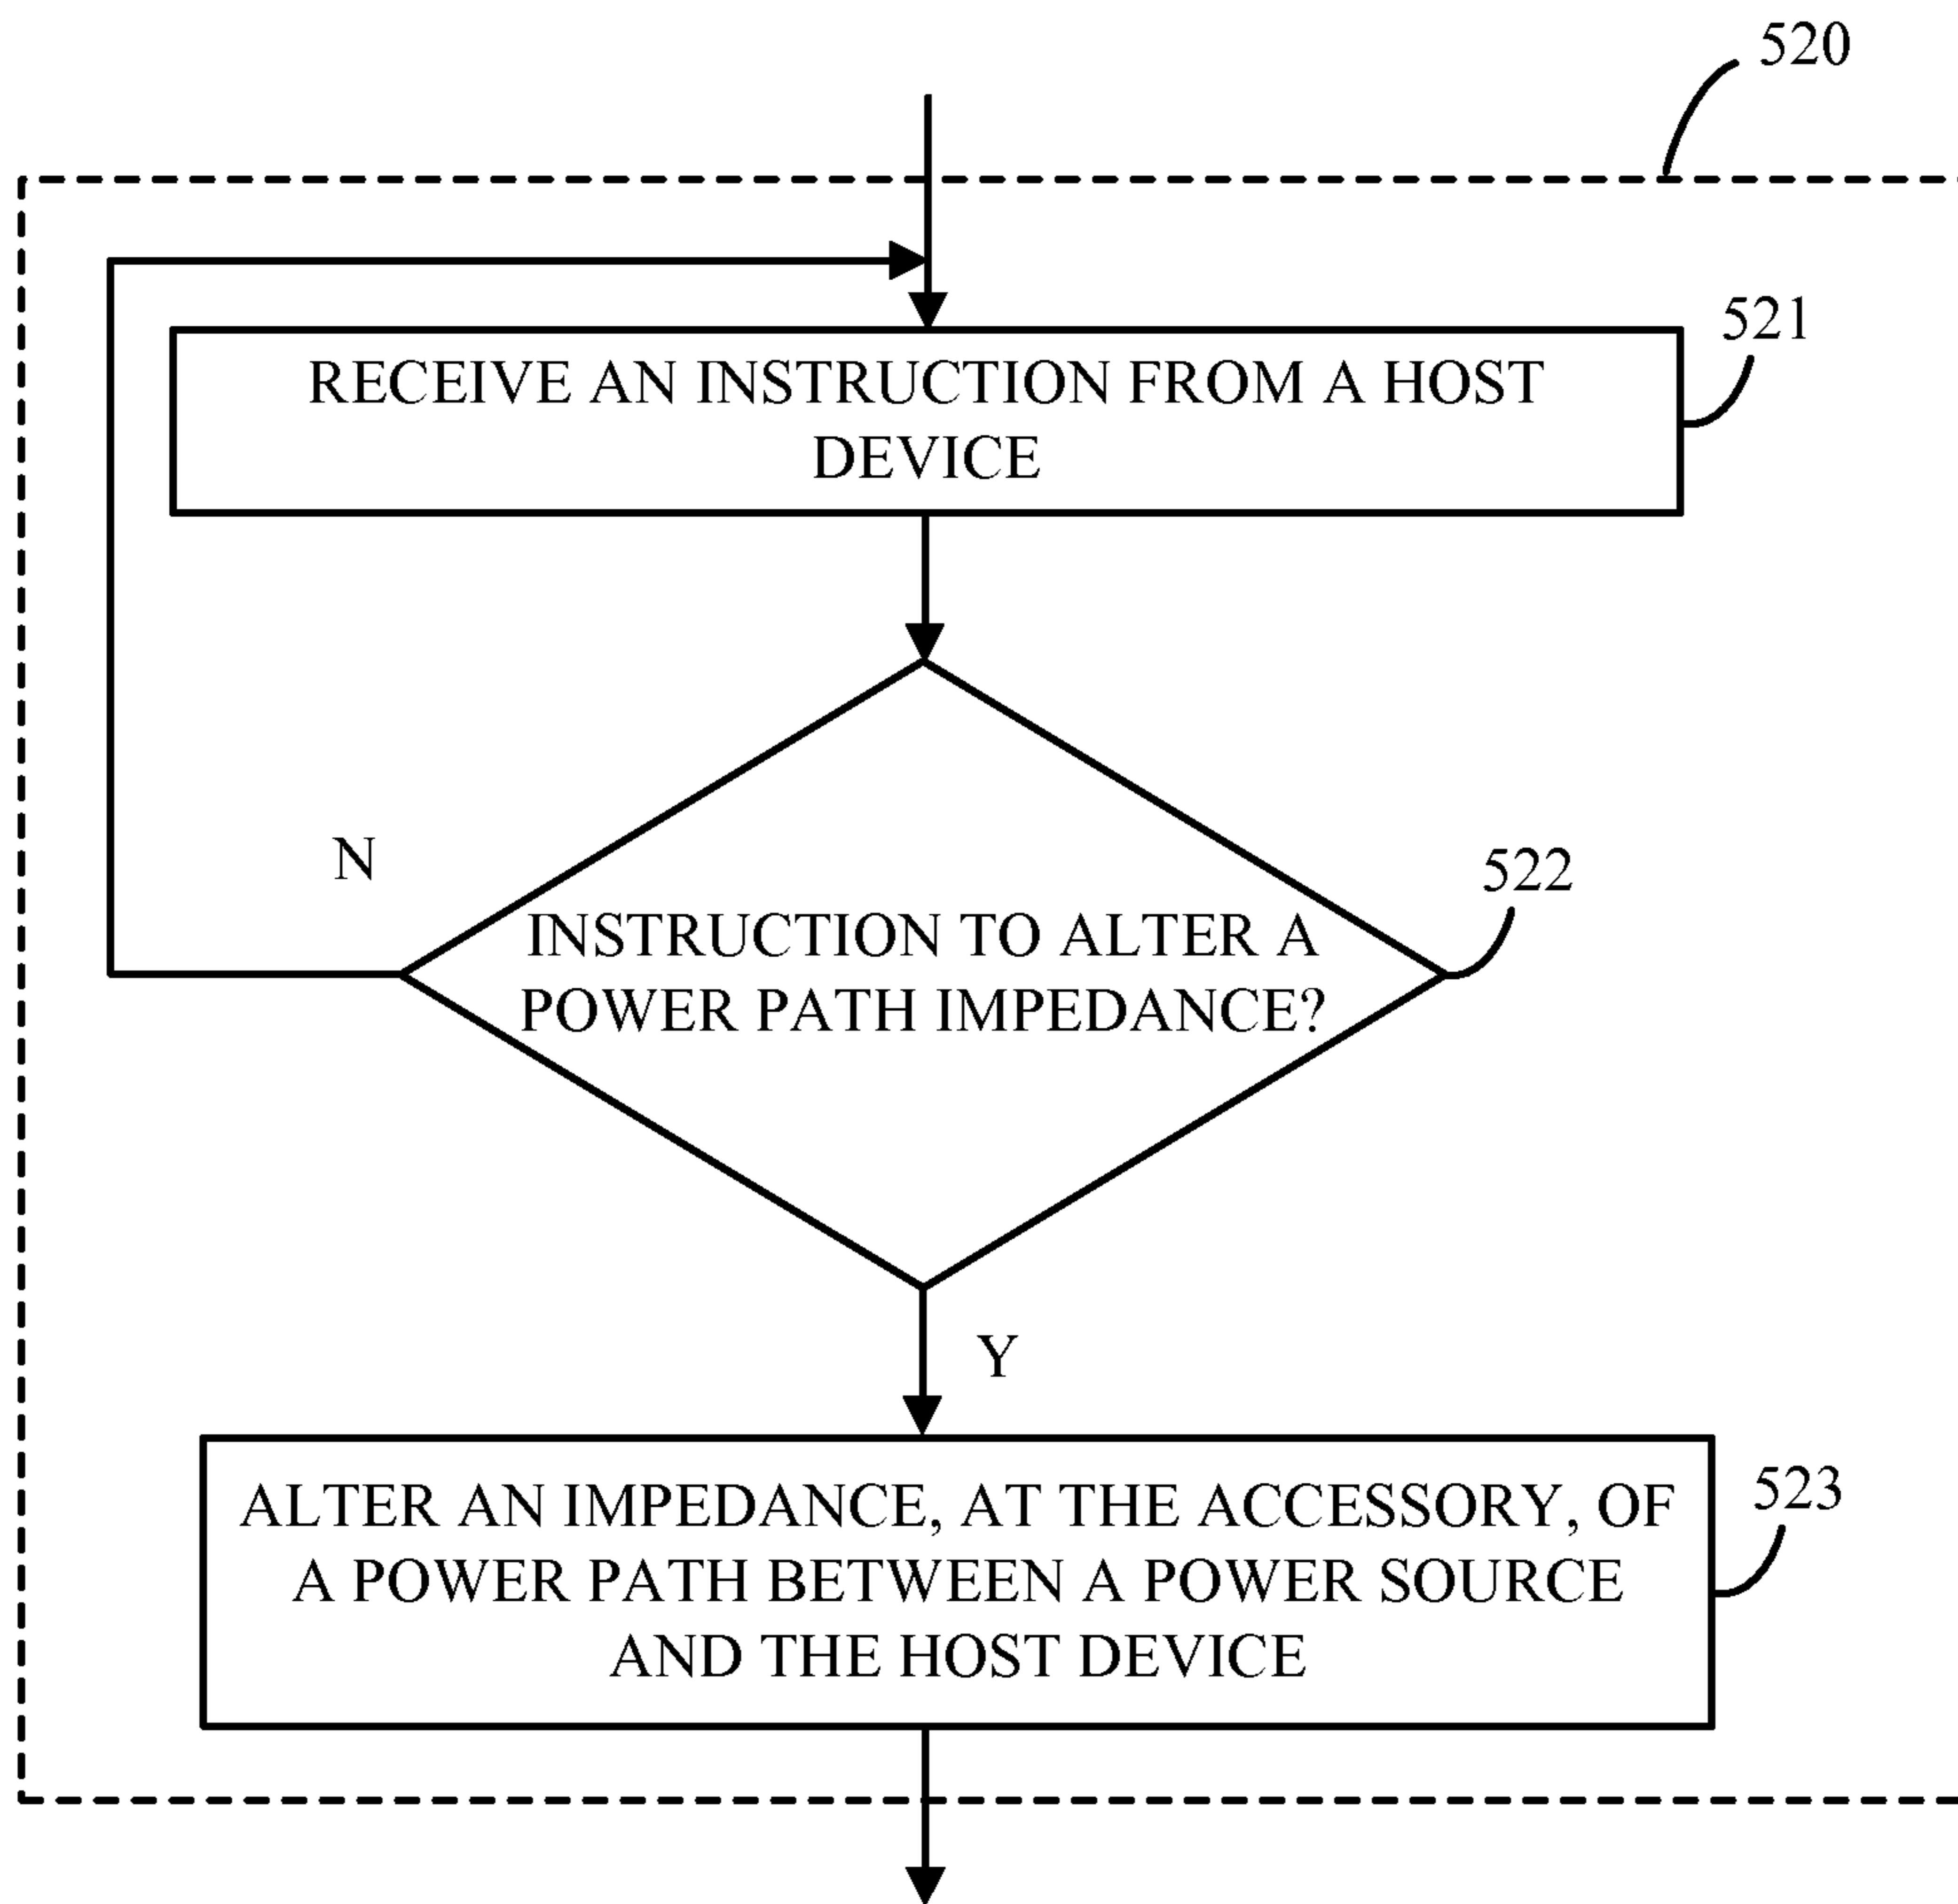 520
521
RECEIVE AN INSTRUCTION FROM A HOST
DEVICE
N
522
INSTRUCTION TO ALTER A
POWER PATH IMPEDANCE?
Y
523
ALTER AN IMPEDANCE, AT THE ACCESSORY, OF
A POWER PATH BETWEEN A POWER SOURCE
AND THE HOST DEVICE